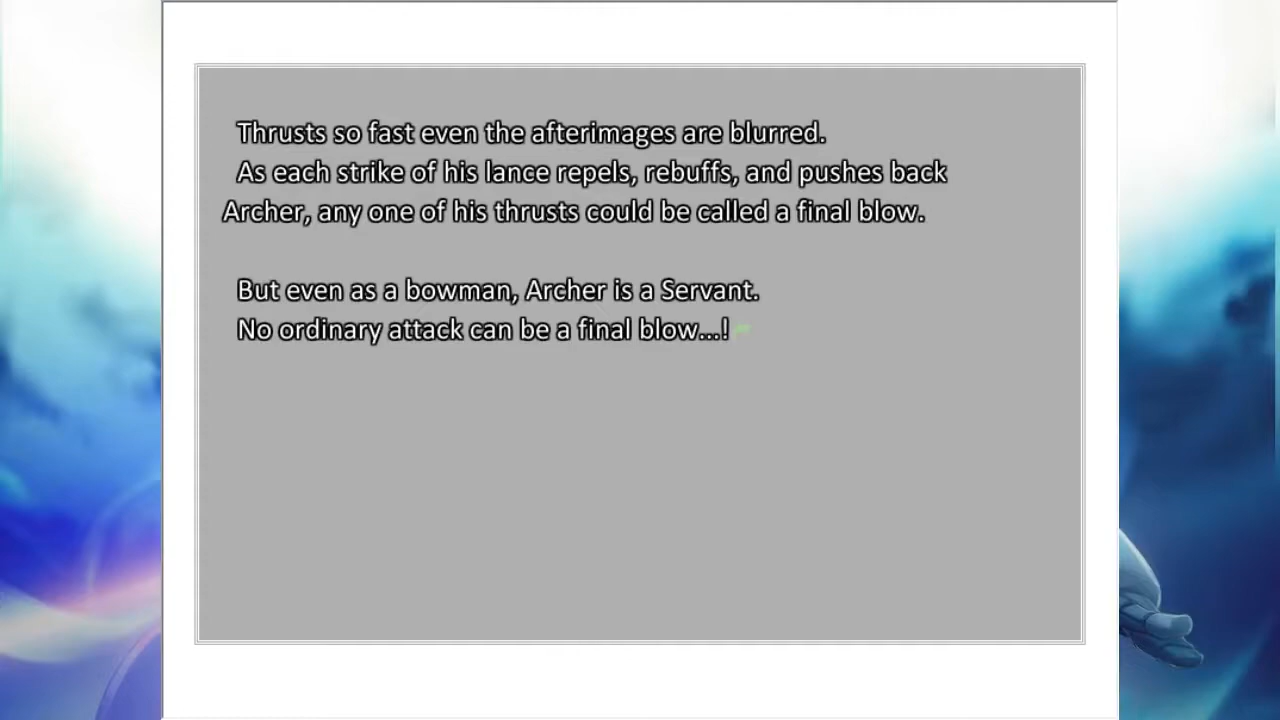 Thrusts so fast even the afterimages are blurred.
As each strike of his lance repels, rebuffs, and pushes back
Archer, any one of his thrusts could be called a final blow.
But even as a bowman, Archer is a Servant.
No ordinary attack can be a final blow...!